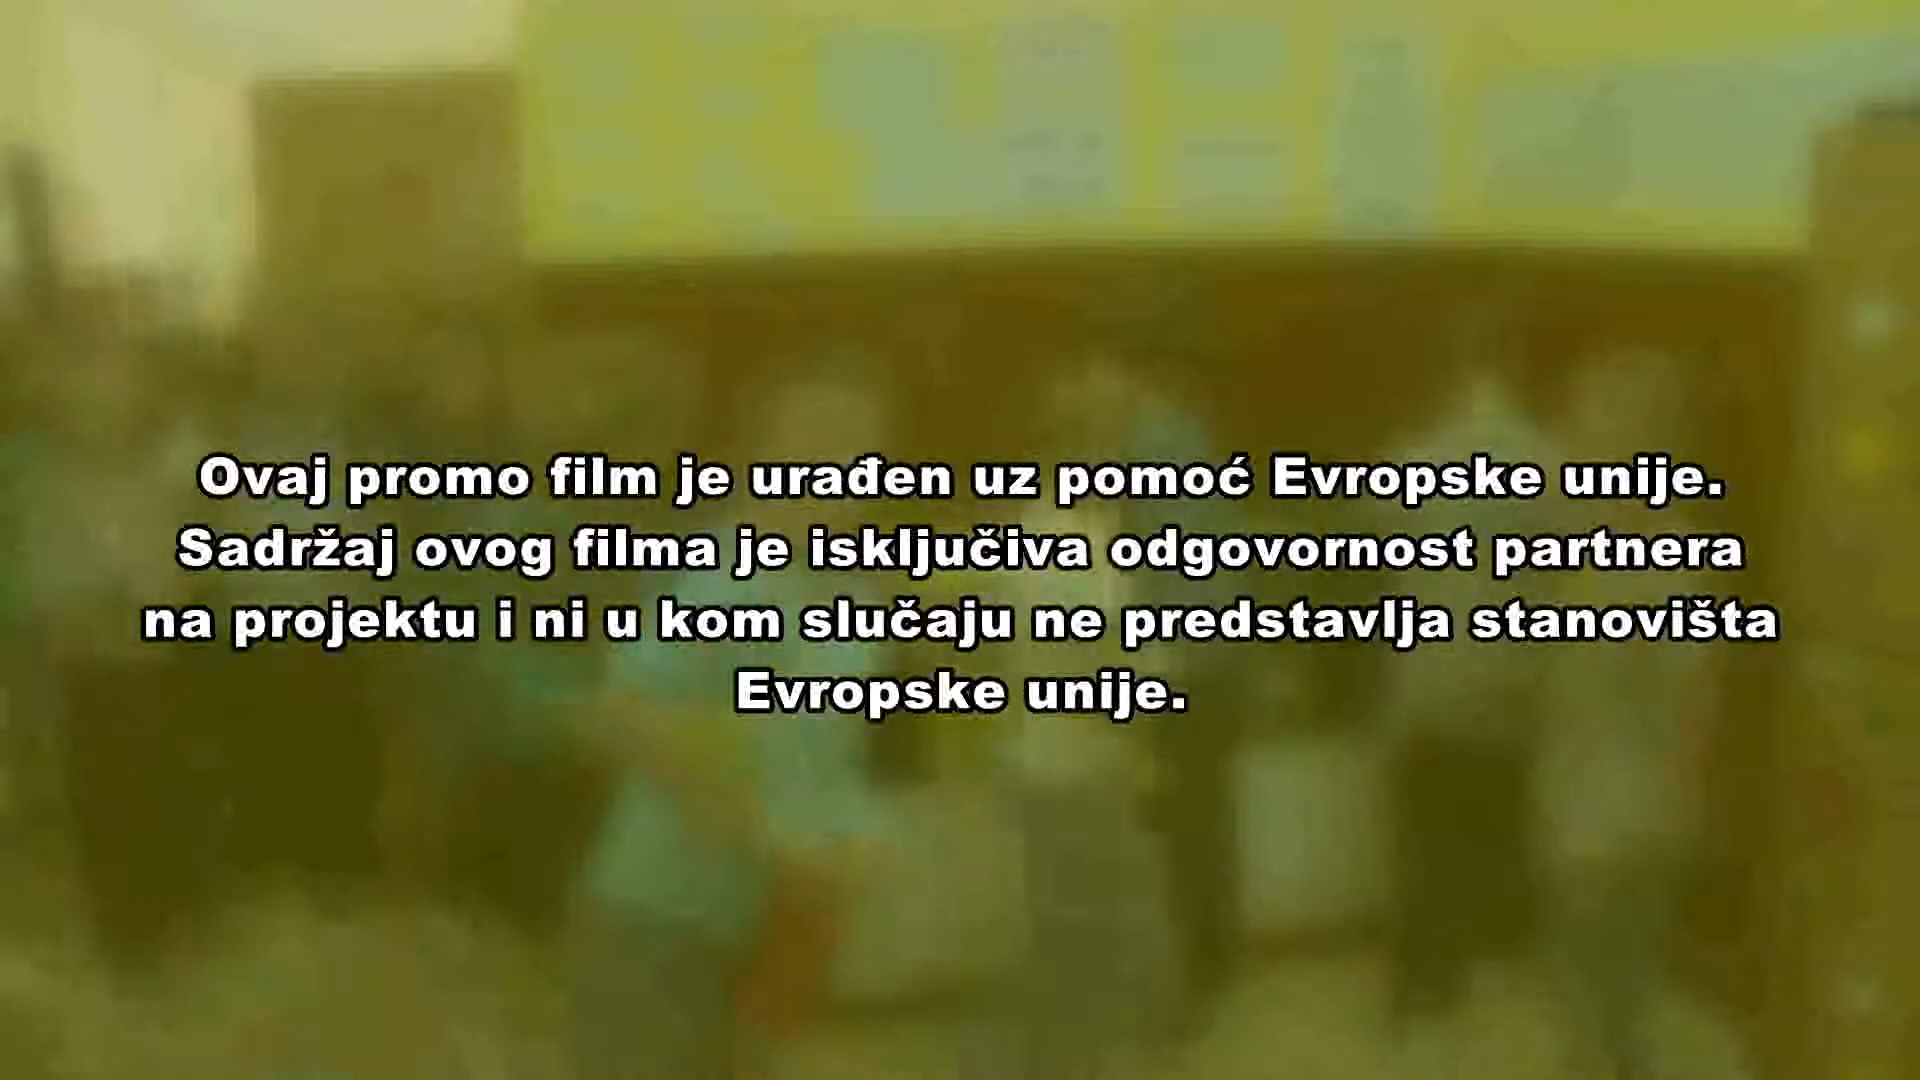 Ovaj promo film je urađen uz pomoć Evropske unije.
Sadržaj ovog filma je isključiva odgovornost partnera
na projektu i ni u kom slučaju ne predstavlja stanovišta
Evropske unije.